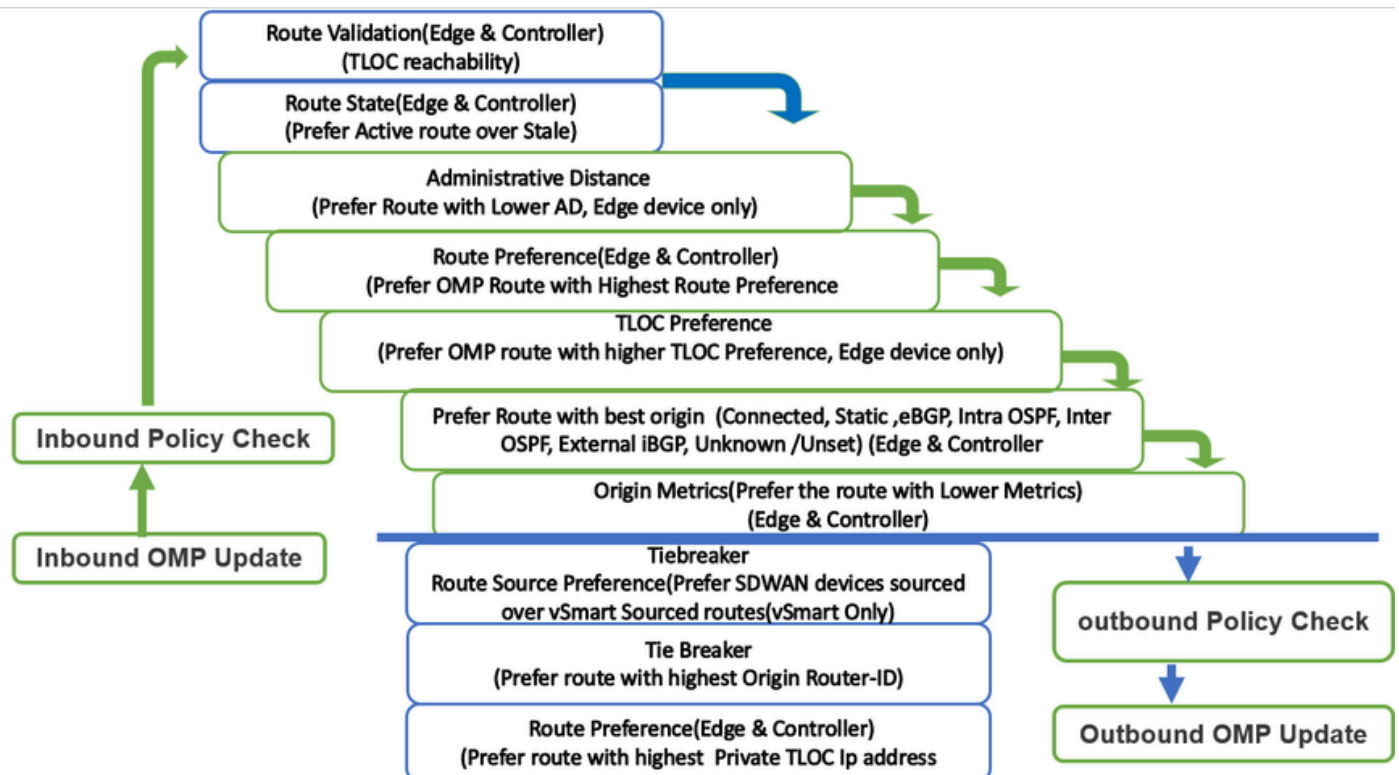 Route Validation(Edge & Controller)
(TLOC reachability)
Route State(Edge & Controller)
(Prefer Active route over Stale)
Administrative Distance
(Prefer Route with Lower AD, Edge device only)
Route Preference(Edge & Controller)
(Prefer OMP Route with Highest Route Preference
TLOC Preference
(Prefer OMP route with higher TLOC Preference, Edge device only)
Prefer Route with best origin (Connected, Static ,eBGP, Intra OSPF, Inter
OSPF, External iBGP, Unknown /Unset) (Edge & Controller
Origin Metrics(Prefer the route with Lower Metrics)
(Edge & Controller)
Inbound Policy Check
Inbound OMP Update
Tiebreaker
Route Source Preference(Prefer SDWAN devices sourced
over vSmart Sourced routes(vSmart Only)
Tie Breaker
(Prefer route with highest Origin Router-ID)
Route Preference(Edge & Controller)
(Prefer route with highest Private TLOC Ip address
outbound Policy Check
Outbound OMP Update